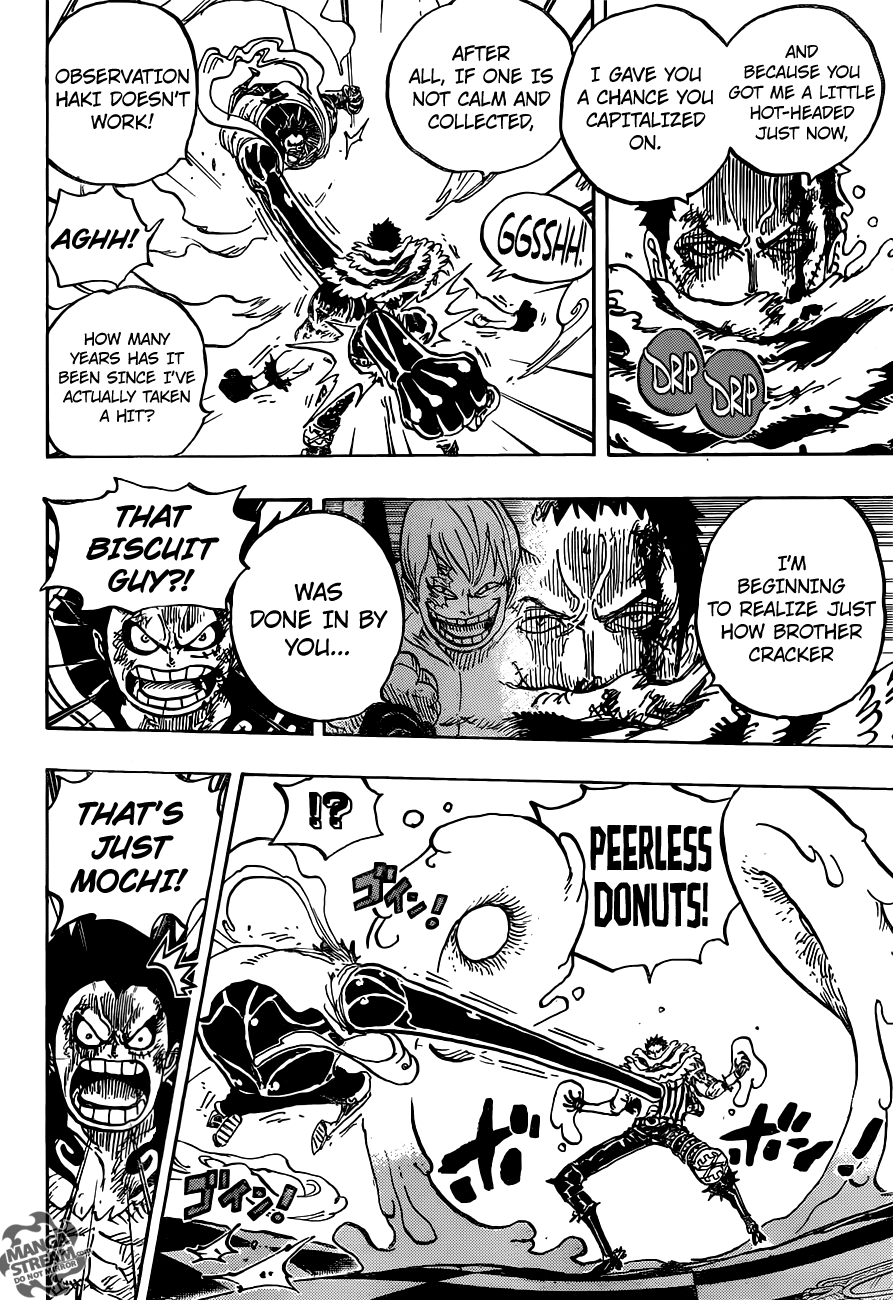 AND
BECAUSE YOU
GOT ME A LITTLE
HOT-HEADED
JUST NOW,
I GAVE YOU
A CHANCE YOU
CAPITALIZED
ON.
DRIP
DRIP
AFTER
ALL, IF ONE IS
NOT CALM AND
COLLECTED,
OBSERVATION
HAKI DOESN'T
WORK!
GGSSHH!
AGHH!
HOW MANY
YEARS HAS IT
BEEN SINCE I'VE
ACTUALLY TAKEN
A HIT?
I'M
BEGINNING
TO REALIZE JUST
HOW BROTHER
CRACKER
WAS
DONE IN BY
YOU...
THAT
BISCUIT
GUY?!
PEERLESS
DONUTS!
!?
ゴイン!
ボン
ボン
ゴイン!
THAT'S
JUST
MOCHI!
MANGA
STREAM.com
DO NOT MIRROR